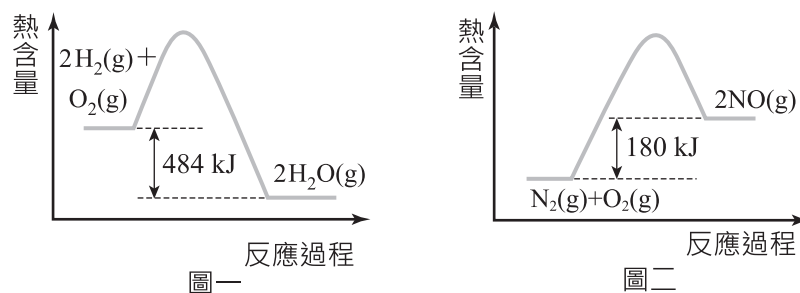 熱含量
2H₂(g)+
O₂(g)
484 kJ
2H₂O(g)
反應過程
圖一
熱含量
2NO(g)
180 kJ
N₂(g)+O₂(g)
反應過程
圖二